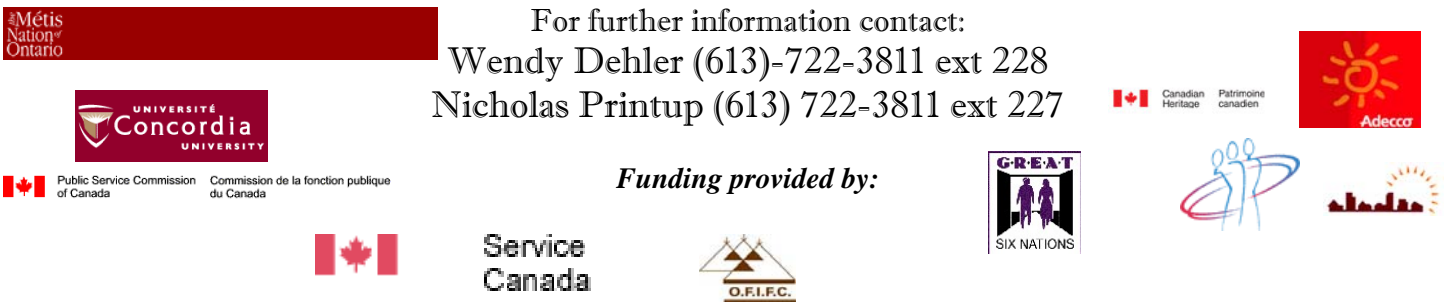 the Métis
Nation of
Ontario
For further information contact:
Wendy Dehler (613)-722-3811 ext 228
Nicholas Printup (613) 722-3811 ext 227
UNIVERSITÉ
Concordia
UNIVERSITY
Canadian Heritage
Patrimoine canadien
Adecco
Public Service Commission
of Canada
Commission de la fonction publique
du Canada
Funding provided by:
G·R·E·A·T
SIX NATIONS
Service
Canada
O.F.I.F.C.